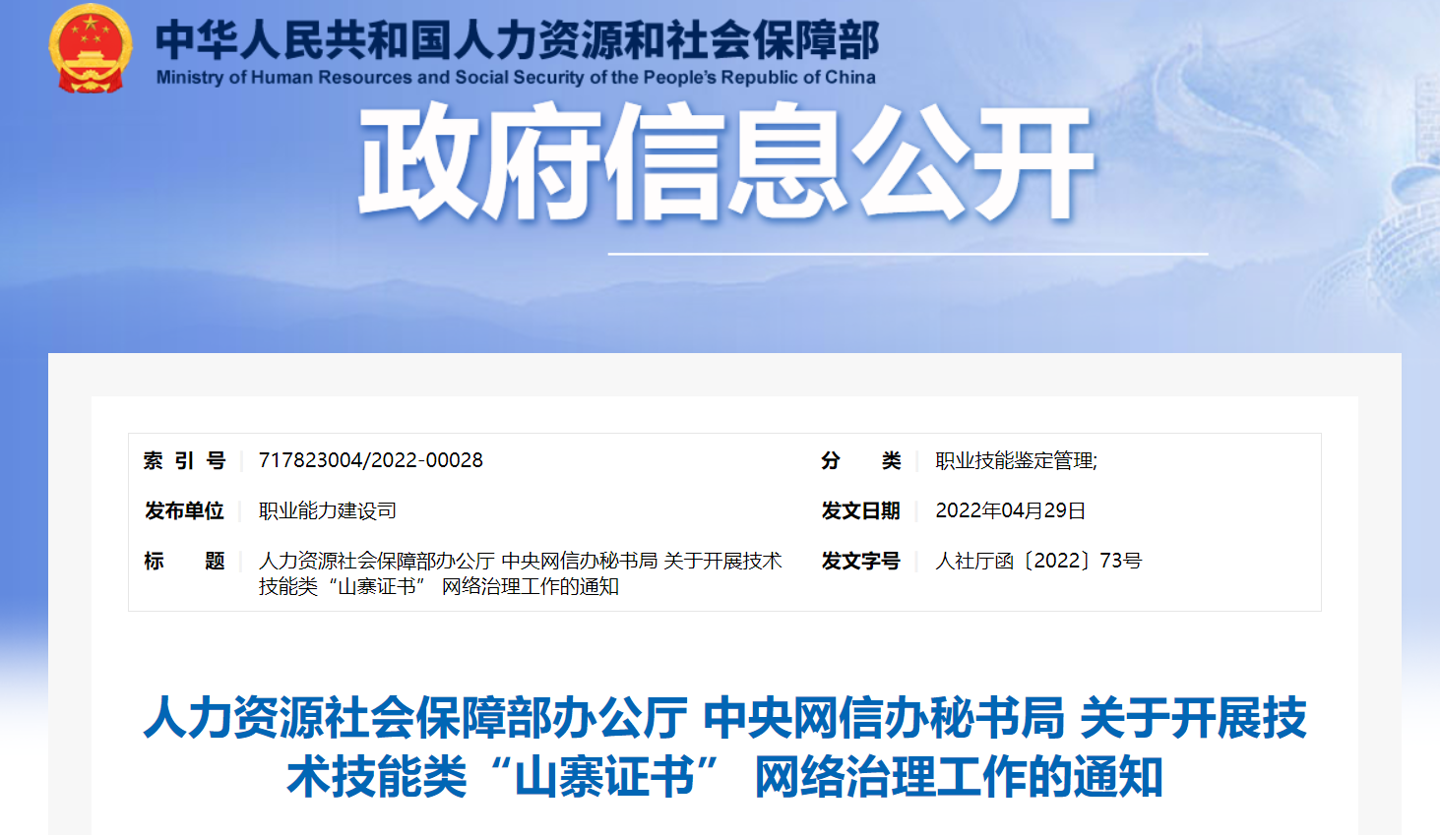 中华人民共和国人力资源和社会保障部
Ministry of Human Resources and Social Security of the People's Republic of China
政府信息公开
索引号 717823004/2022-00028 分类 职业技能鉴定管理;
发布单位 职业能力建设司 发文日期 2022年04月29日
标题 人力资源社会保障部办公厅 中央网信办秘书局 关于开展技术 发文字号 人社厅函〔2022〕73号
技能类“山寨证书” 网络治理工作的通知
人力资源社会保障部办公厅 中央网信办秘书局 关于开展技
术技能类“山寨证书” 网络治理工作的通知